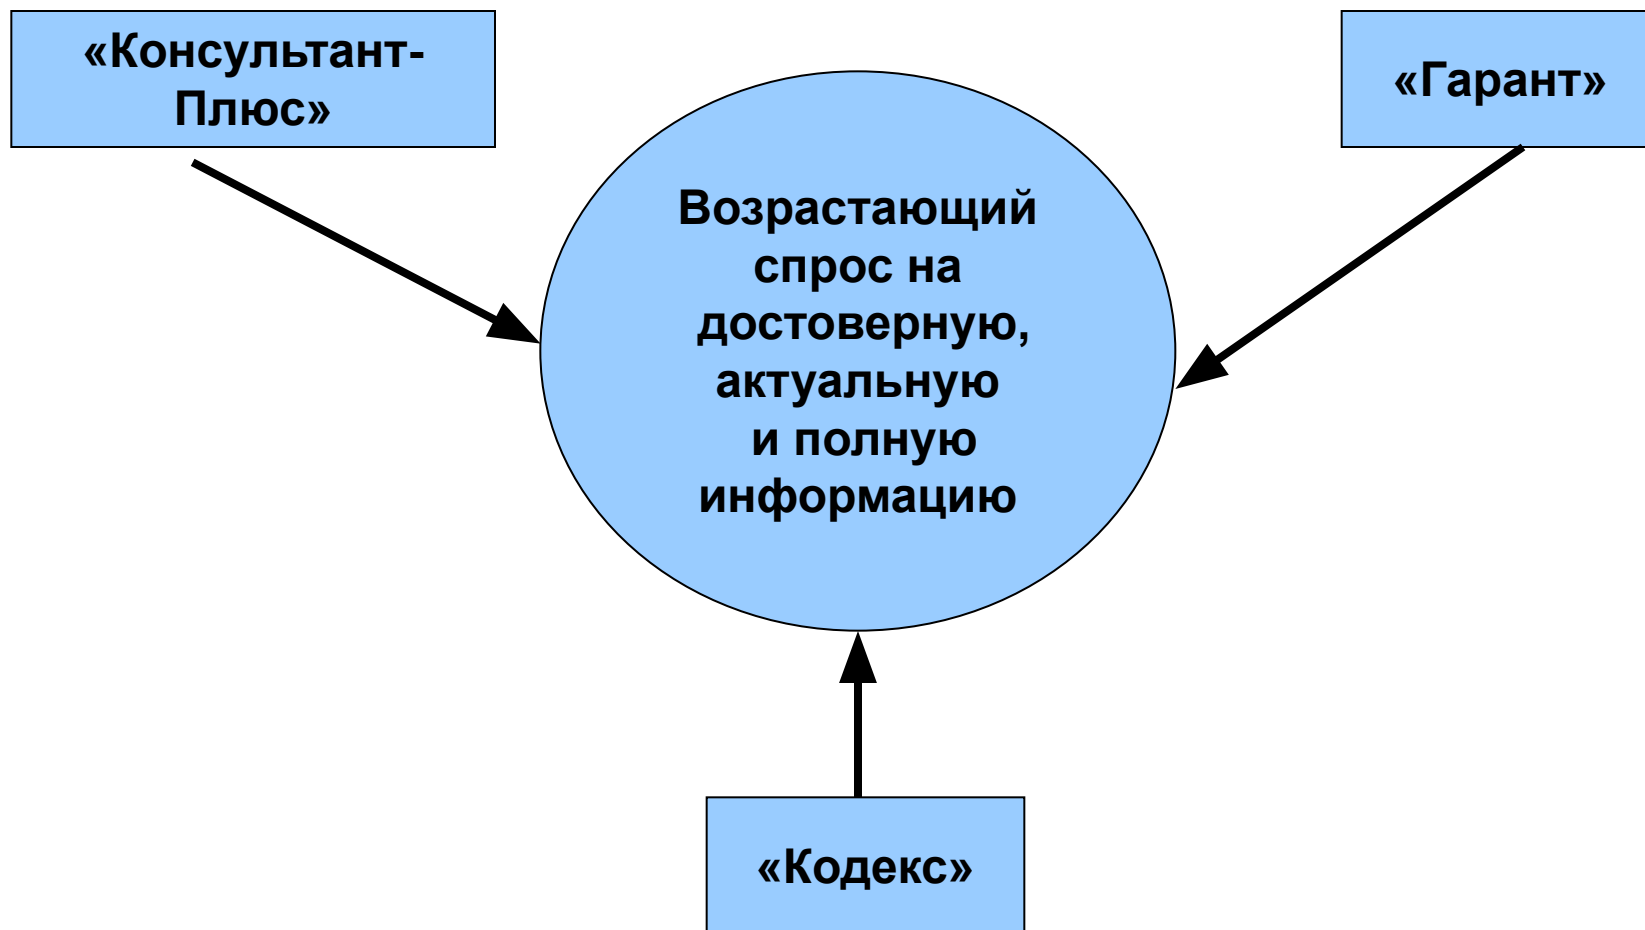 «Консультант-
Плюс»
«Гарант»
Возрастающий
спрос на
достоверную,
актуальную
и полную
информацию
«Кодекс»